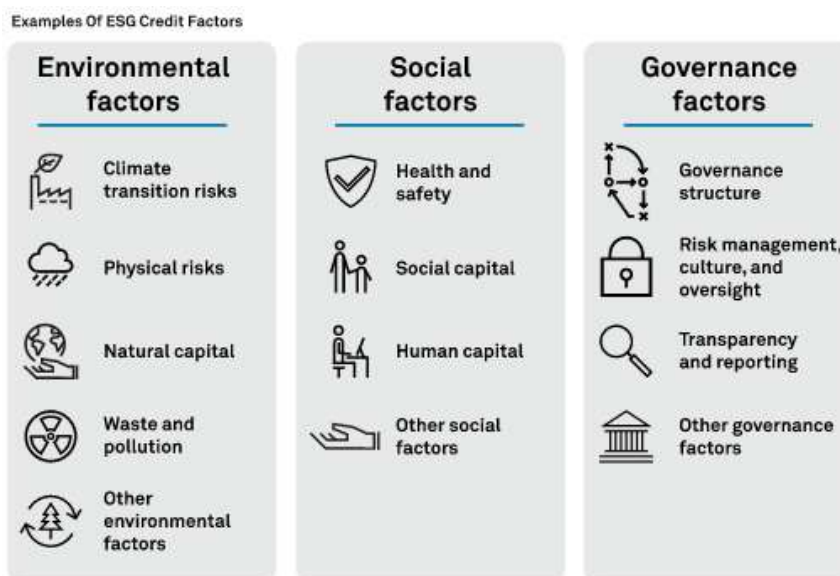 Examples Of ESG Credit Factors
Environmental
factors
Climate
transition risks
Physical risks
Natural capital
Waste and
pollution
Other
environmental
factors
Social
factors
Health and
safety
Social capital
Human capital
Other social
factors
Governance
factors
Governance
structure
Risk management,
culture, and
oversight
Transparency
and reporting
Other governance
factors